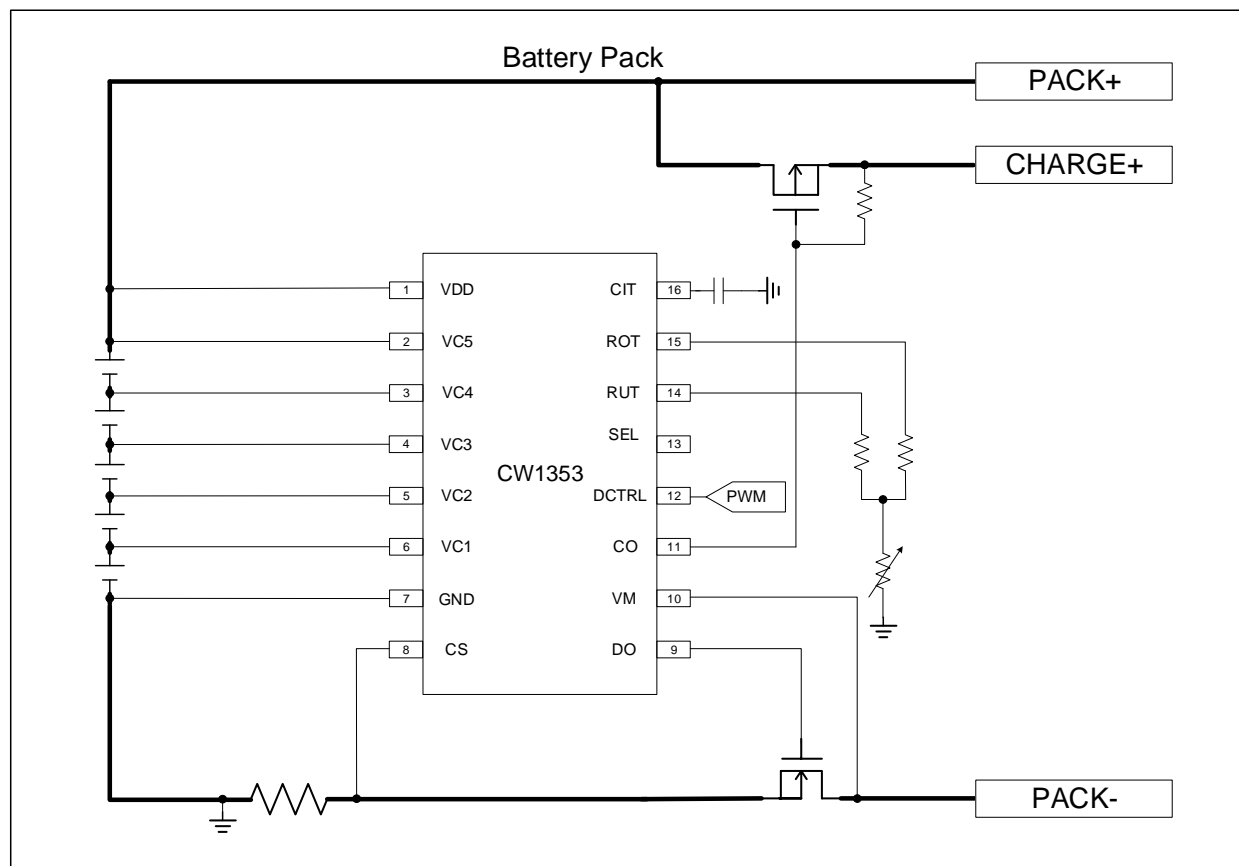 Battery Pack
PACK+
CHARGE+
1 VDD
CIT 16
2 VC5
ROT 15
3 VC4
RUT 14
4 VC3
SEL 13
CW1353
5 VC2
DCTRL 12
PWM
6 VC1
CO 11
7 GND
VM 10
8 CS
DO 9
PACK-